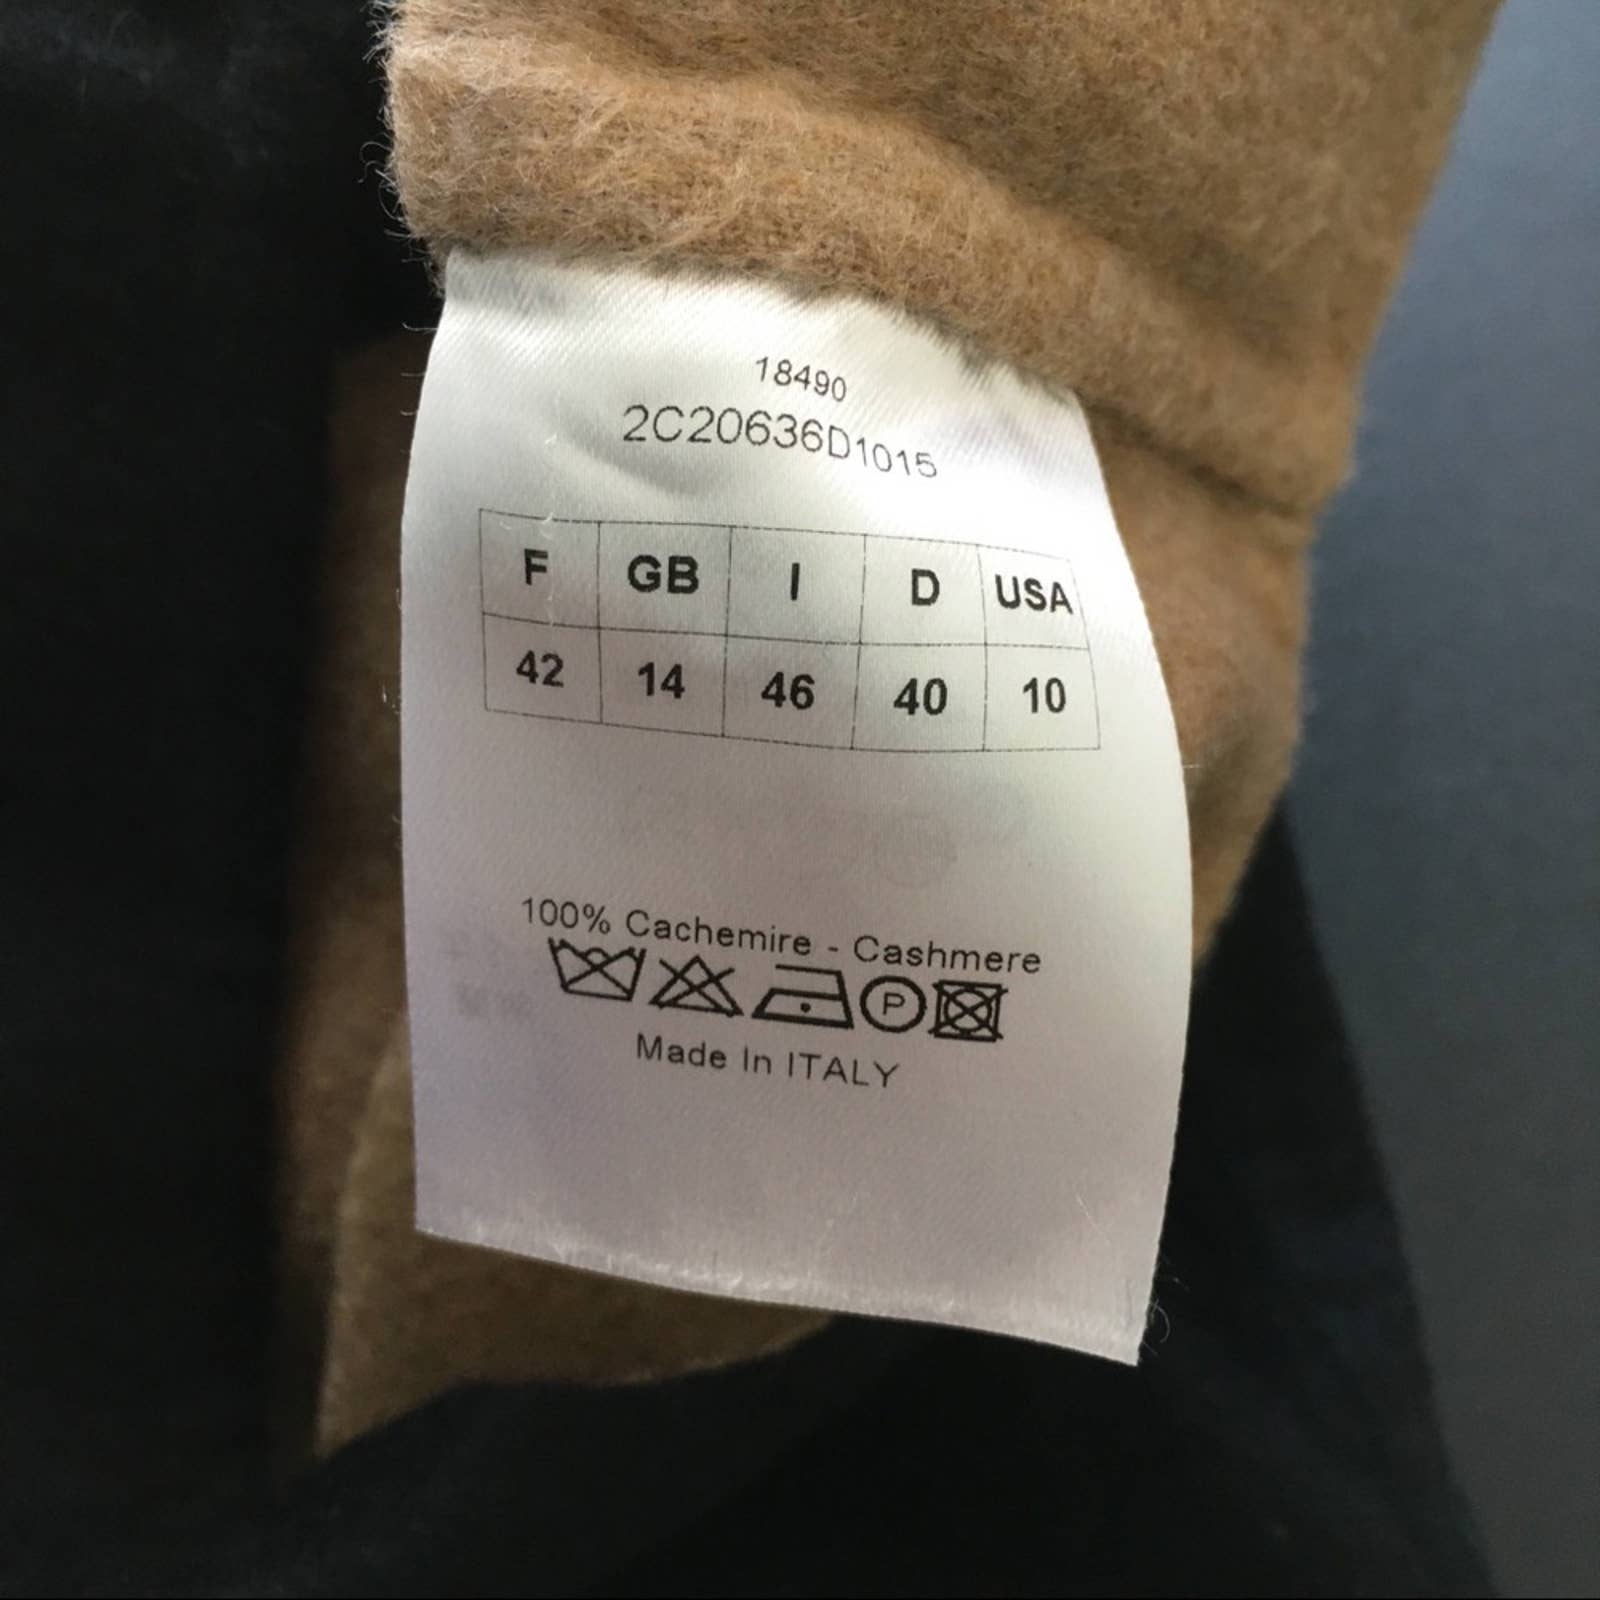 18490
2C20636D1015
F GB I D USA
42 14 46 40 10
100% Cachemire - Cashmere
P
Made In ITALY